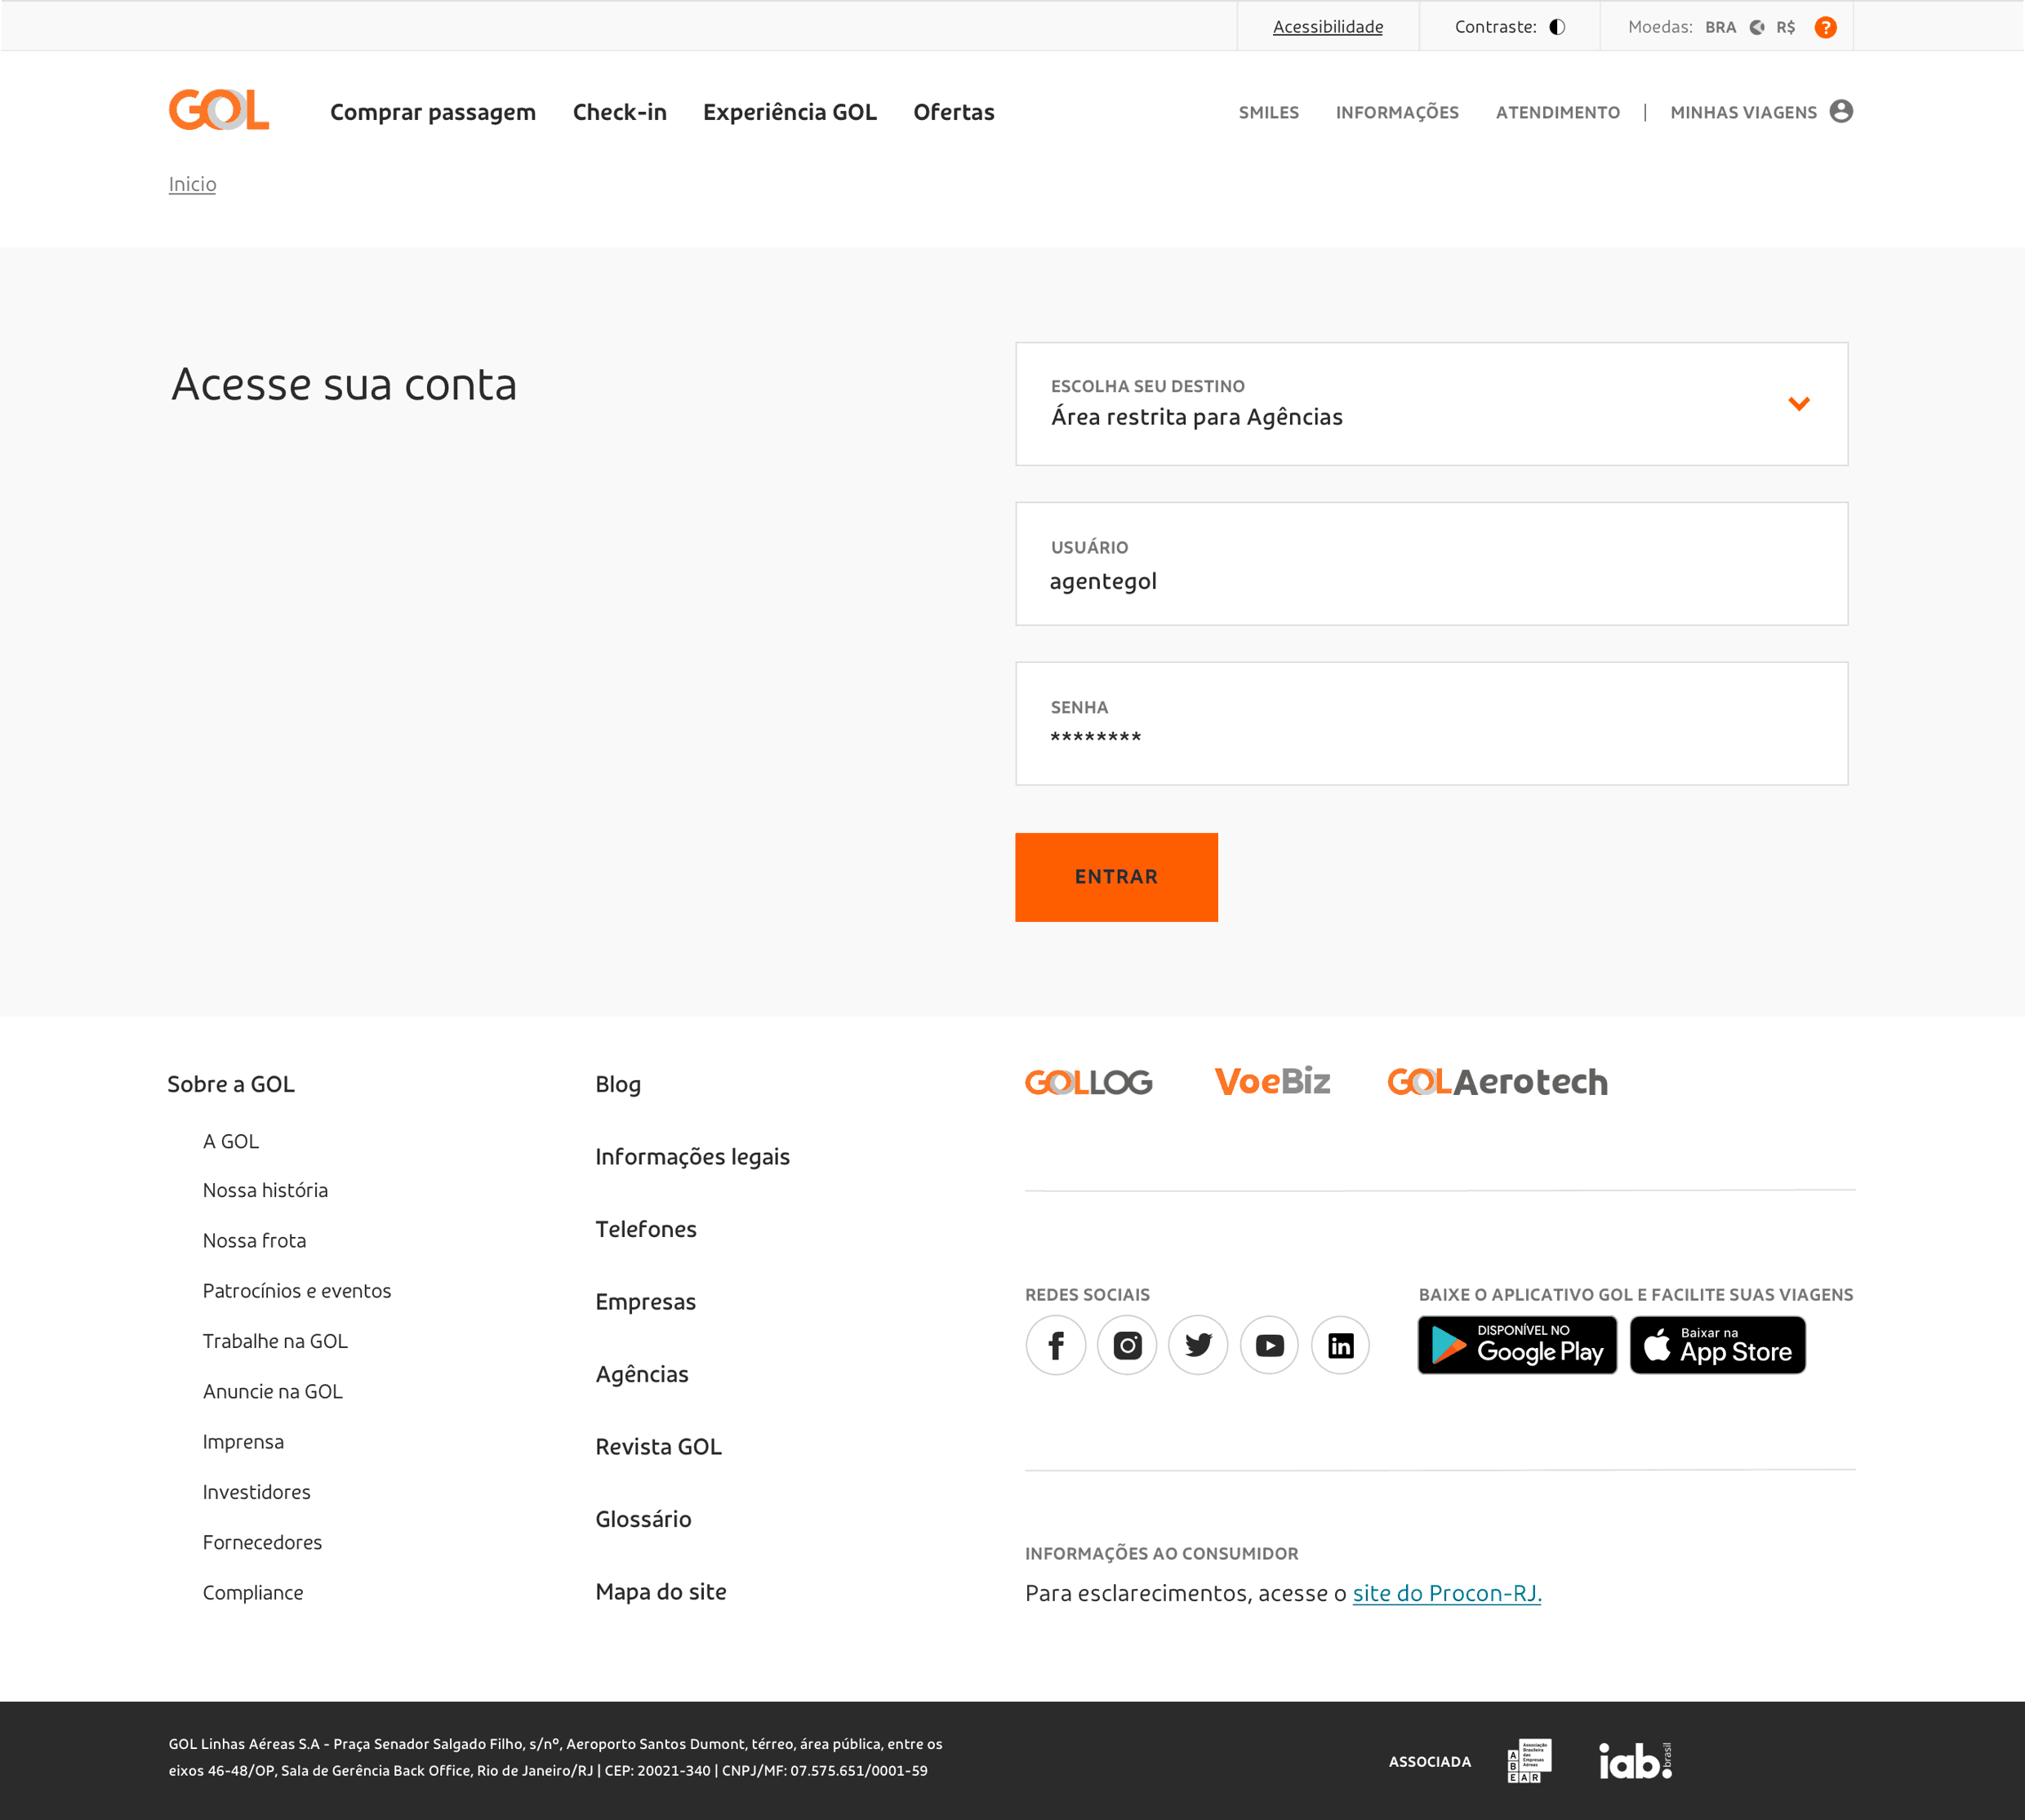 Acessibilidade
Contraste:
Moedas: BRA R$ ?
GOL
Comprar passagem
Check-in
Experiência GOL
Ofertas
SMILES
INFORMAÇÕES
ATENDIMENTO
|
MINHAS VIAGENS
Inicio
Acesse sua conta
ESCOLHA SEU DESTINO
Área restrita para Agências
USUÁRIO
agentegol
SENHA
********
ENTRAR
Sobre a GOL
A GOL
Nossa história
Nossa frota
Patrocínios e eventos
Trabalhe na GOL
Anuncie na GOL
Imprensa
Investidores
Fornecedores
Compliance
Blog
Informações legais
Telefones
Empresas
Agências
Revista GOL
Glossário
Mapa do site
GOLLOG
VoeBiz
GOLAerotech
REDES SOCIAIS
BAIXE O APLICATIVO GOL E FACILITE SUAS VIAGENS
DISPONÍVEL NO
Google Play
Baixar na
App Store
INFORMAÇÕES AO CONSUMIDOR
Para esclarecimentos, acesse o site do Procon-RJ.
GOL Linhas Aéreas S.A - Praça Senador Salgado Filho, s/nº, Aeroporto Santos Dumont, térreo, área pública, entre os
eixos 46-48/OP, Sala de Gerência Back Office, Rio de Janeiro/RJ | CEP: 20021-340 | CNPJ/MF: 07.575.651/0001-59
ASSOCIADA
ABEAR
Associação
Brasileira
das
Empresas
Aéreas
iab.
brasil